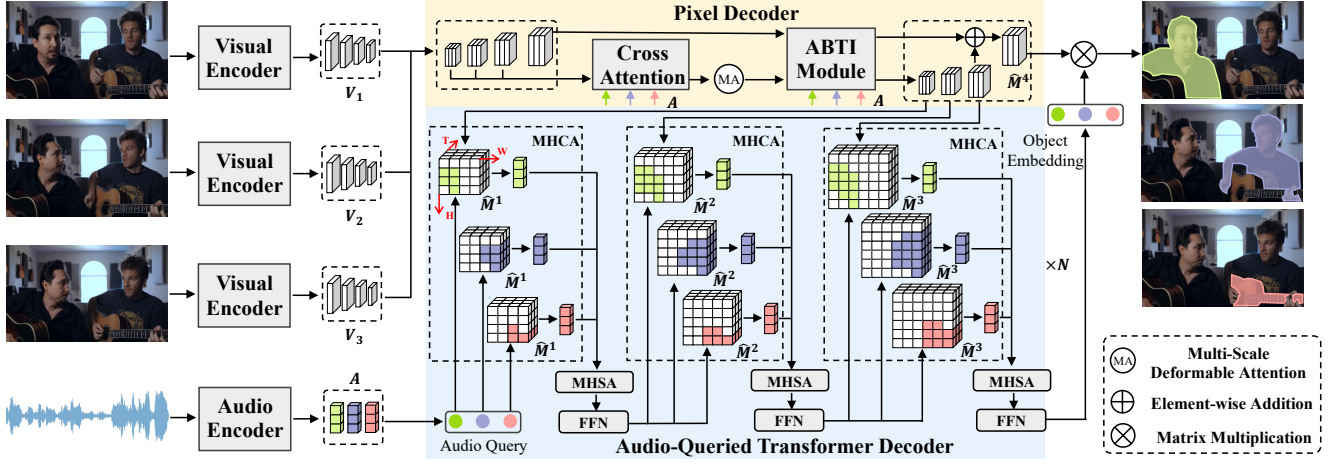 Pixel Decoder
Visual
Encoder
V₁
Cross
Attention
MA
ABTI
Module
M̂⁴
A
A
Visual
Encoder
V₂
Visual
Encoder
V₃
Audio
Encoder
A
Audio Query
MHCA
T
W
H
M̂¹
M̂¹
M̂¹
MHSA
FFN
MHCA
M̂²
M̂²
M̂²
MHSA
FFN
MHCA
M̂³
M̂³
M̂³
MHSA
FFN
×N
Object
Embedding
Audio-Queried Transformer Decoder
MA
Multi-Scale
Deformable Attention
Element-wise Addition
Matrix Multiplication